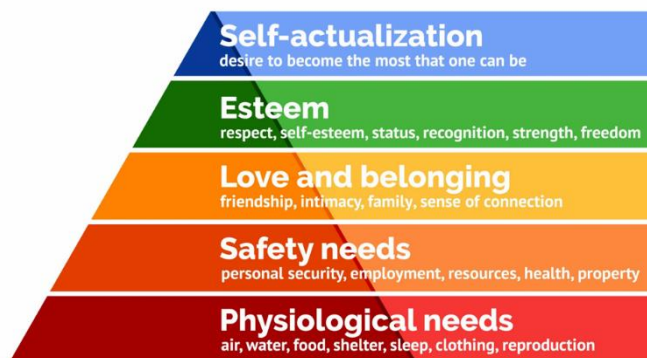 Self-actualization
desire to become the most that one can be
Esteem
respect, self-esteem, status, recognition, strength, freedom
Love and belonging
friendship, intimacy, family, sense of connection
Safety needs
personal security, employment, resources, health, property
Physiological needs
air, water, food, shelter, sleep, clothing, reproduction